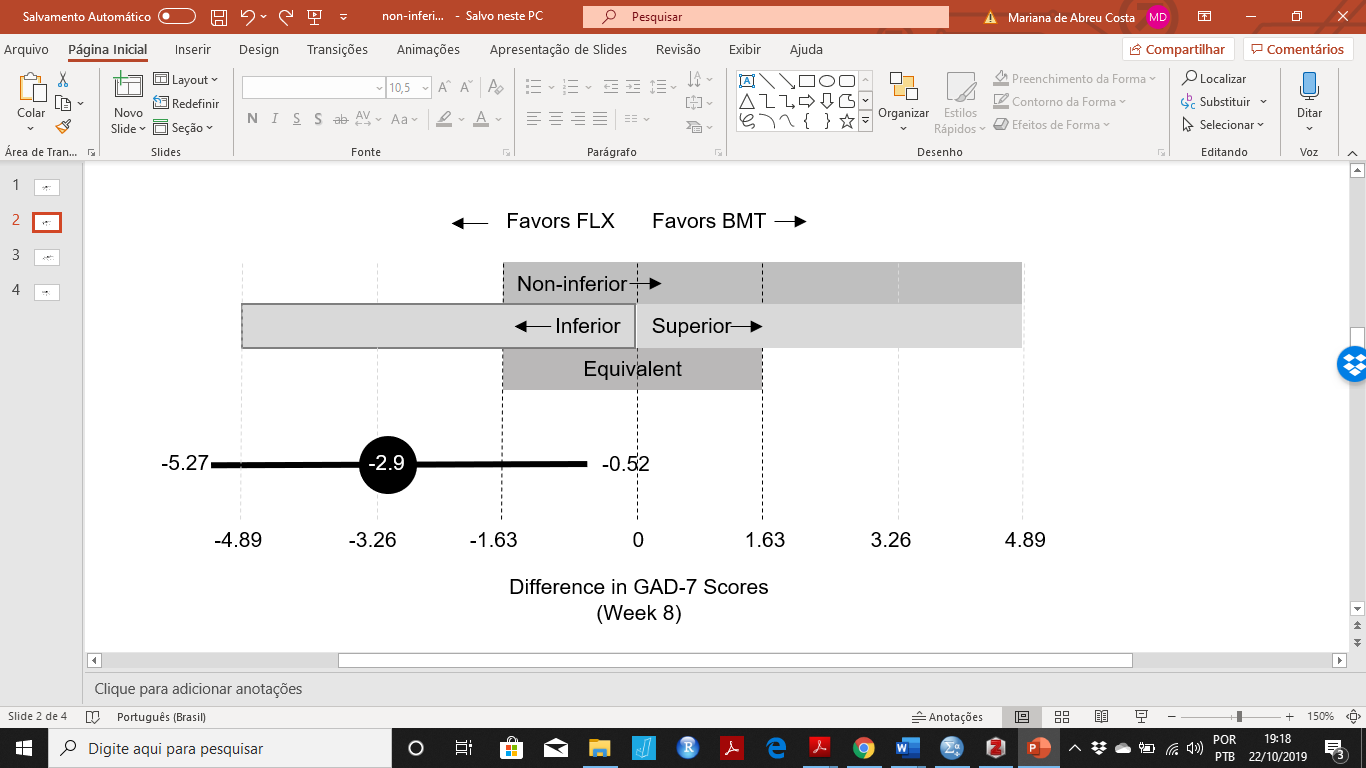 Salvamento Automático
non-inferi... - Salvo neste PC
Pesquisar
Mariana de Abreu Costa
MD
Arquivo Página Inicial Inserir Design Transições Animações Apresentação de Slides Revisão Exibir Ajuda
Compartilhar Comentários
Colar
Novo
Slide
Layout
Redefinir
Seção
10,5
N I S S ab AV Aa
A A A
Organizar
Estilos
Rápidos
Preenchimento da Forma
Contorno da Forma
Efeitos de Forma
Localizar
Substituir
Selecionar
Ditar
Área de Tran... Slides Fonte Parágrafo Desenho Editando Voz
1
2
3
4
Favors FLX Favors BMT
Non-inferior
Inferior Superior
Equivalent
-5.27 -2.9 -0.52
-4.89 -3.26 -1.63 0 1.63 3.26 4.89
Difference in GAD-7 Scores
(Week 8)
Clique para adicionar anotações
Slide 2 de 4 Português (Brasil) Anotações 150%
Digite aqui para pesquisar
POR 19:18
PTB 22/10/2019
3